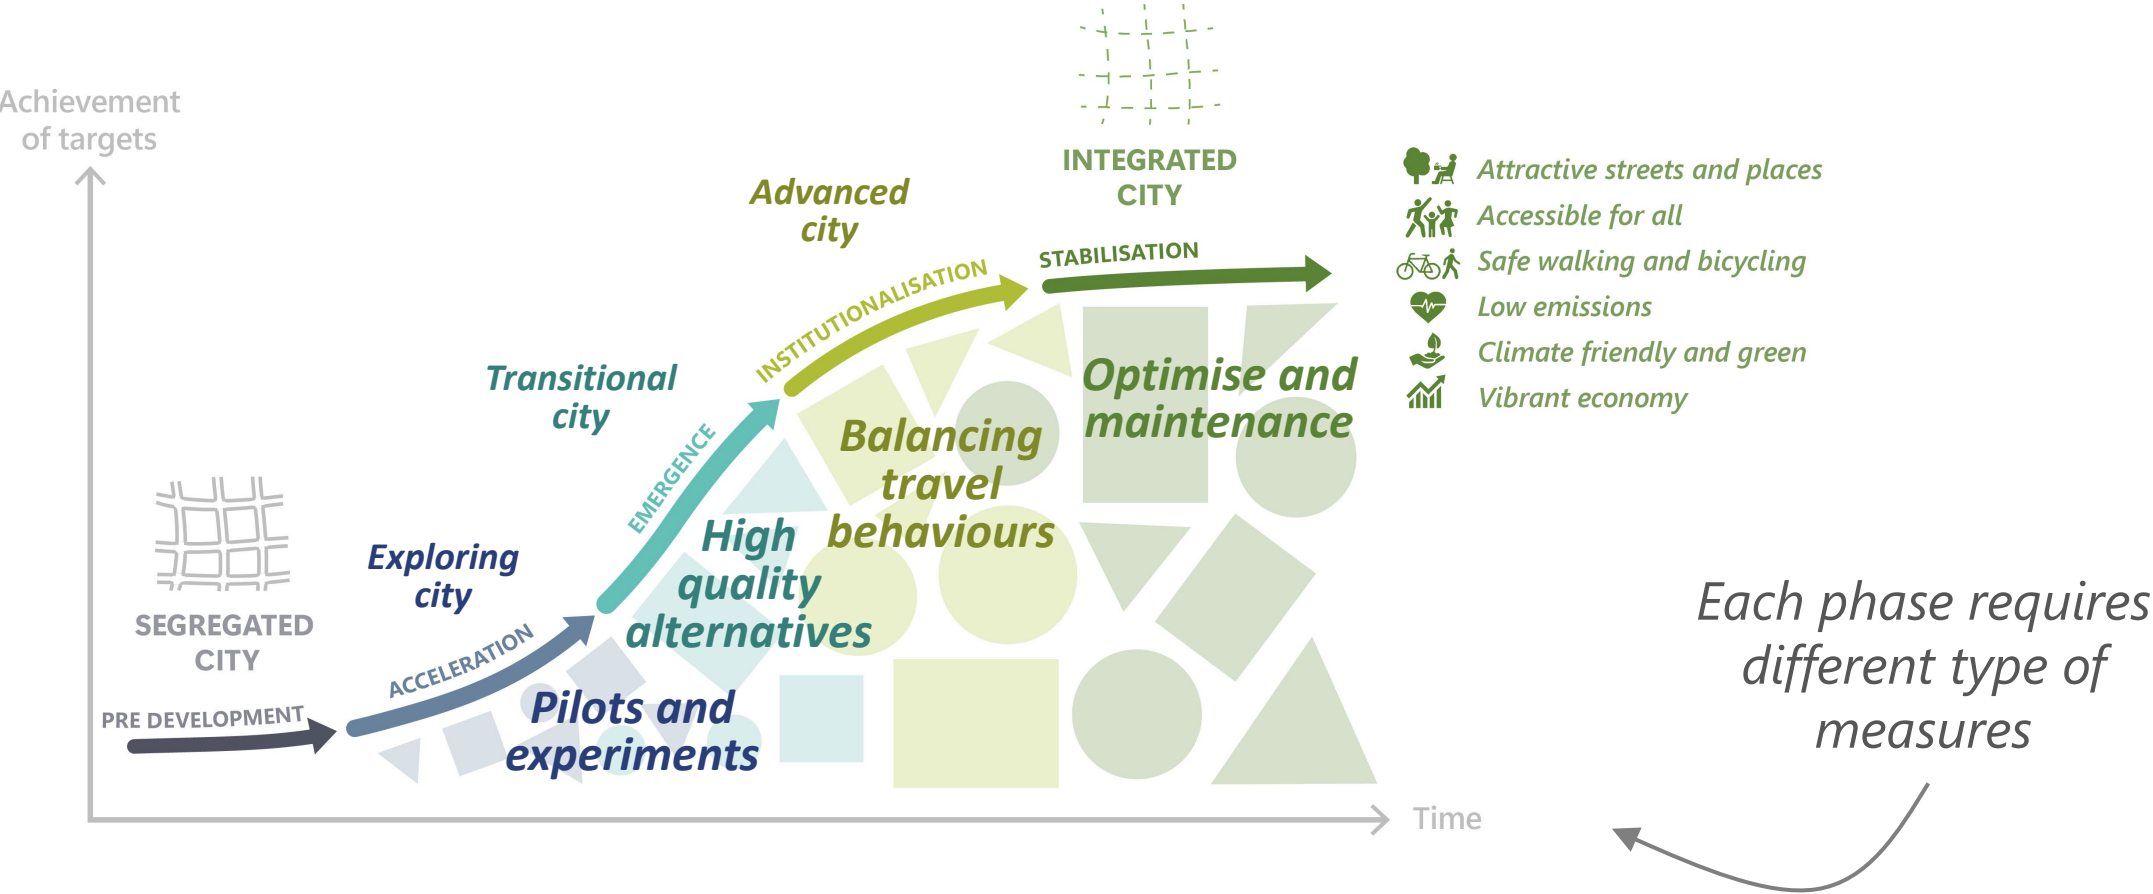 Achievement
of targets
SEGREGATED
CITY
PRE DEVELOPMENT
Exploring
city
ACCELERATION
Pilots and
experiments
Transitional
city
EMERGENCE
High
quality
alternatives
Advanced
city
INSTITUTIONALISATION
Balancing
travel
behaviours
INTEGRATED
CITY
STABILISATION
Optimise and
maintenance
Attractive streets and places
Accessible for all
Safe walking and bicycling
Low emissions
Climate friendly and green
Vibrant economy
Each phase requires
different type of
measures
Time